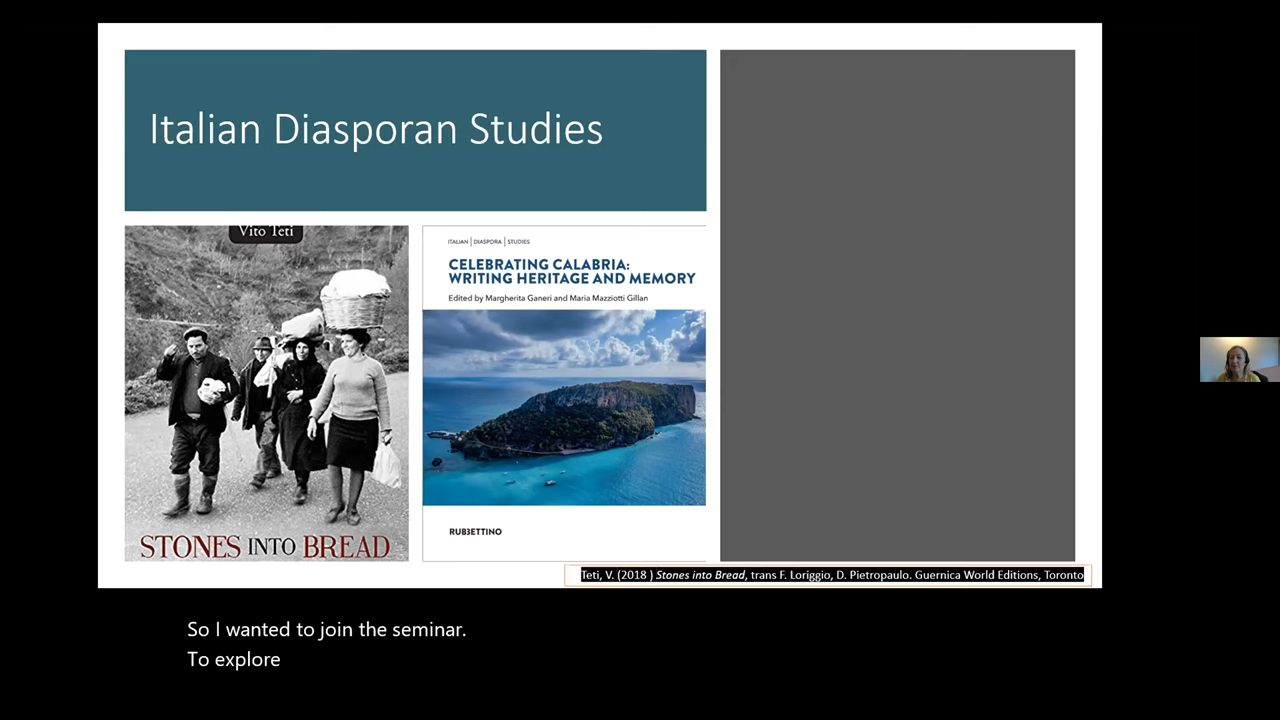 Italian Diasporan Studies
Vito Teti
STONES INTO BREAD
ITALIAN | DIASPORA | STUDIES
CELEBRATING CALABRIA:
WRITING HERITAGE AND MEMORY
Edited by Margherita Ganeri and Maria Mazziotti Gillan
RUBBETTINO
Teti, V. (2018 ) Stones into Bread, trans F. Loriggio, D. Pietropaulo. Guernica World Editions, Toronto
So I wanted to join the seminar.
To explore